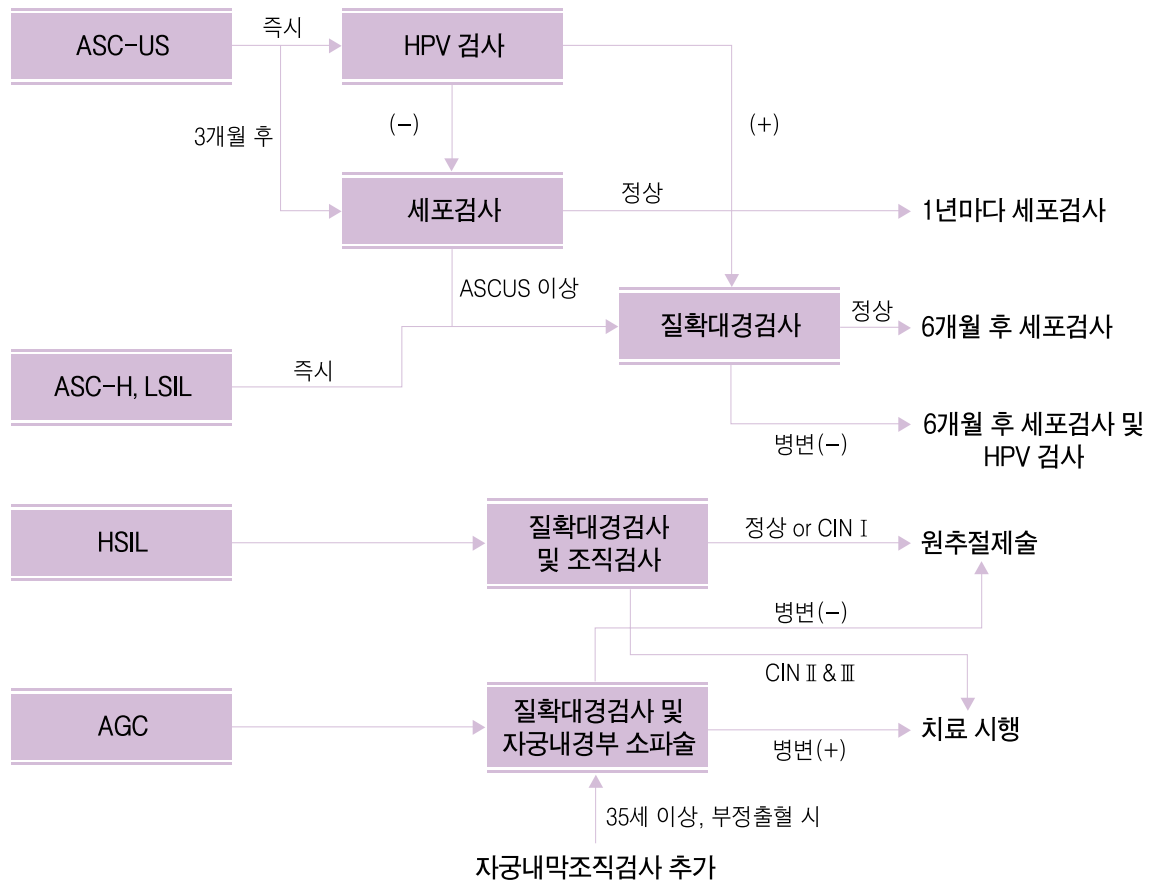 ASC-US
즉시
HPV 검사
3개월 후
(-)
(+)
세포검사
정상
1년마다 세포검사
ASCUS 이상
질확대경검사
정상
6개월 후 세포검사
ASC-H, LSIL
즉시
병변(-)
6개월 후 세포검사 및
HPV 검사
HSIL
질확대경검사
및 조직검사
정상 or CIN Ⅰ
원추절제술
병변(-)
CIN Ⅱ & Ⅲ
AGC
질확대경검사 및
자궁내경부 소파술
병변(+)
치료 시행
35세 이상, 부정출혈 시
자궁내막조직검사 추가